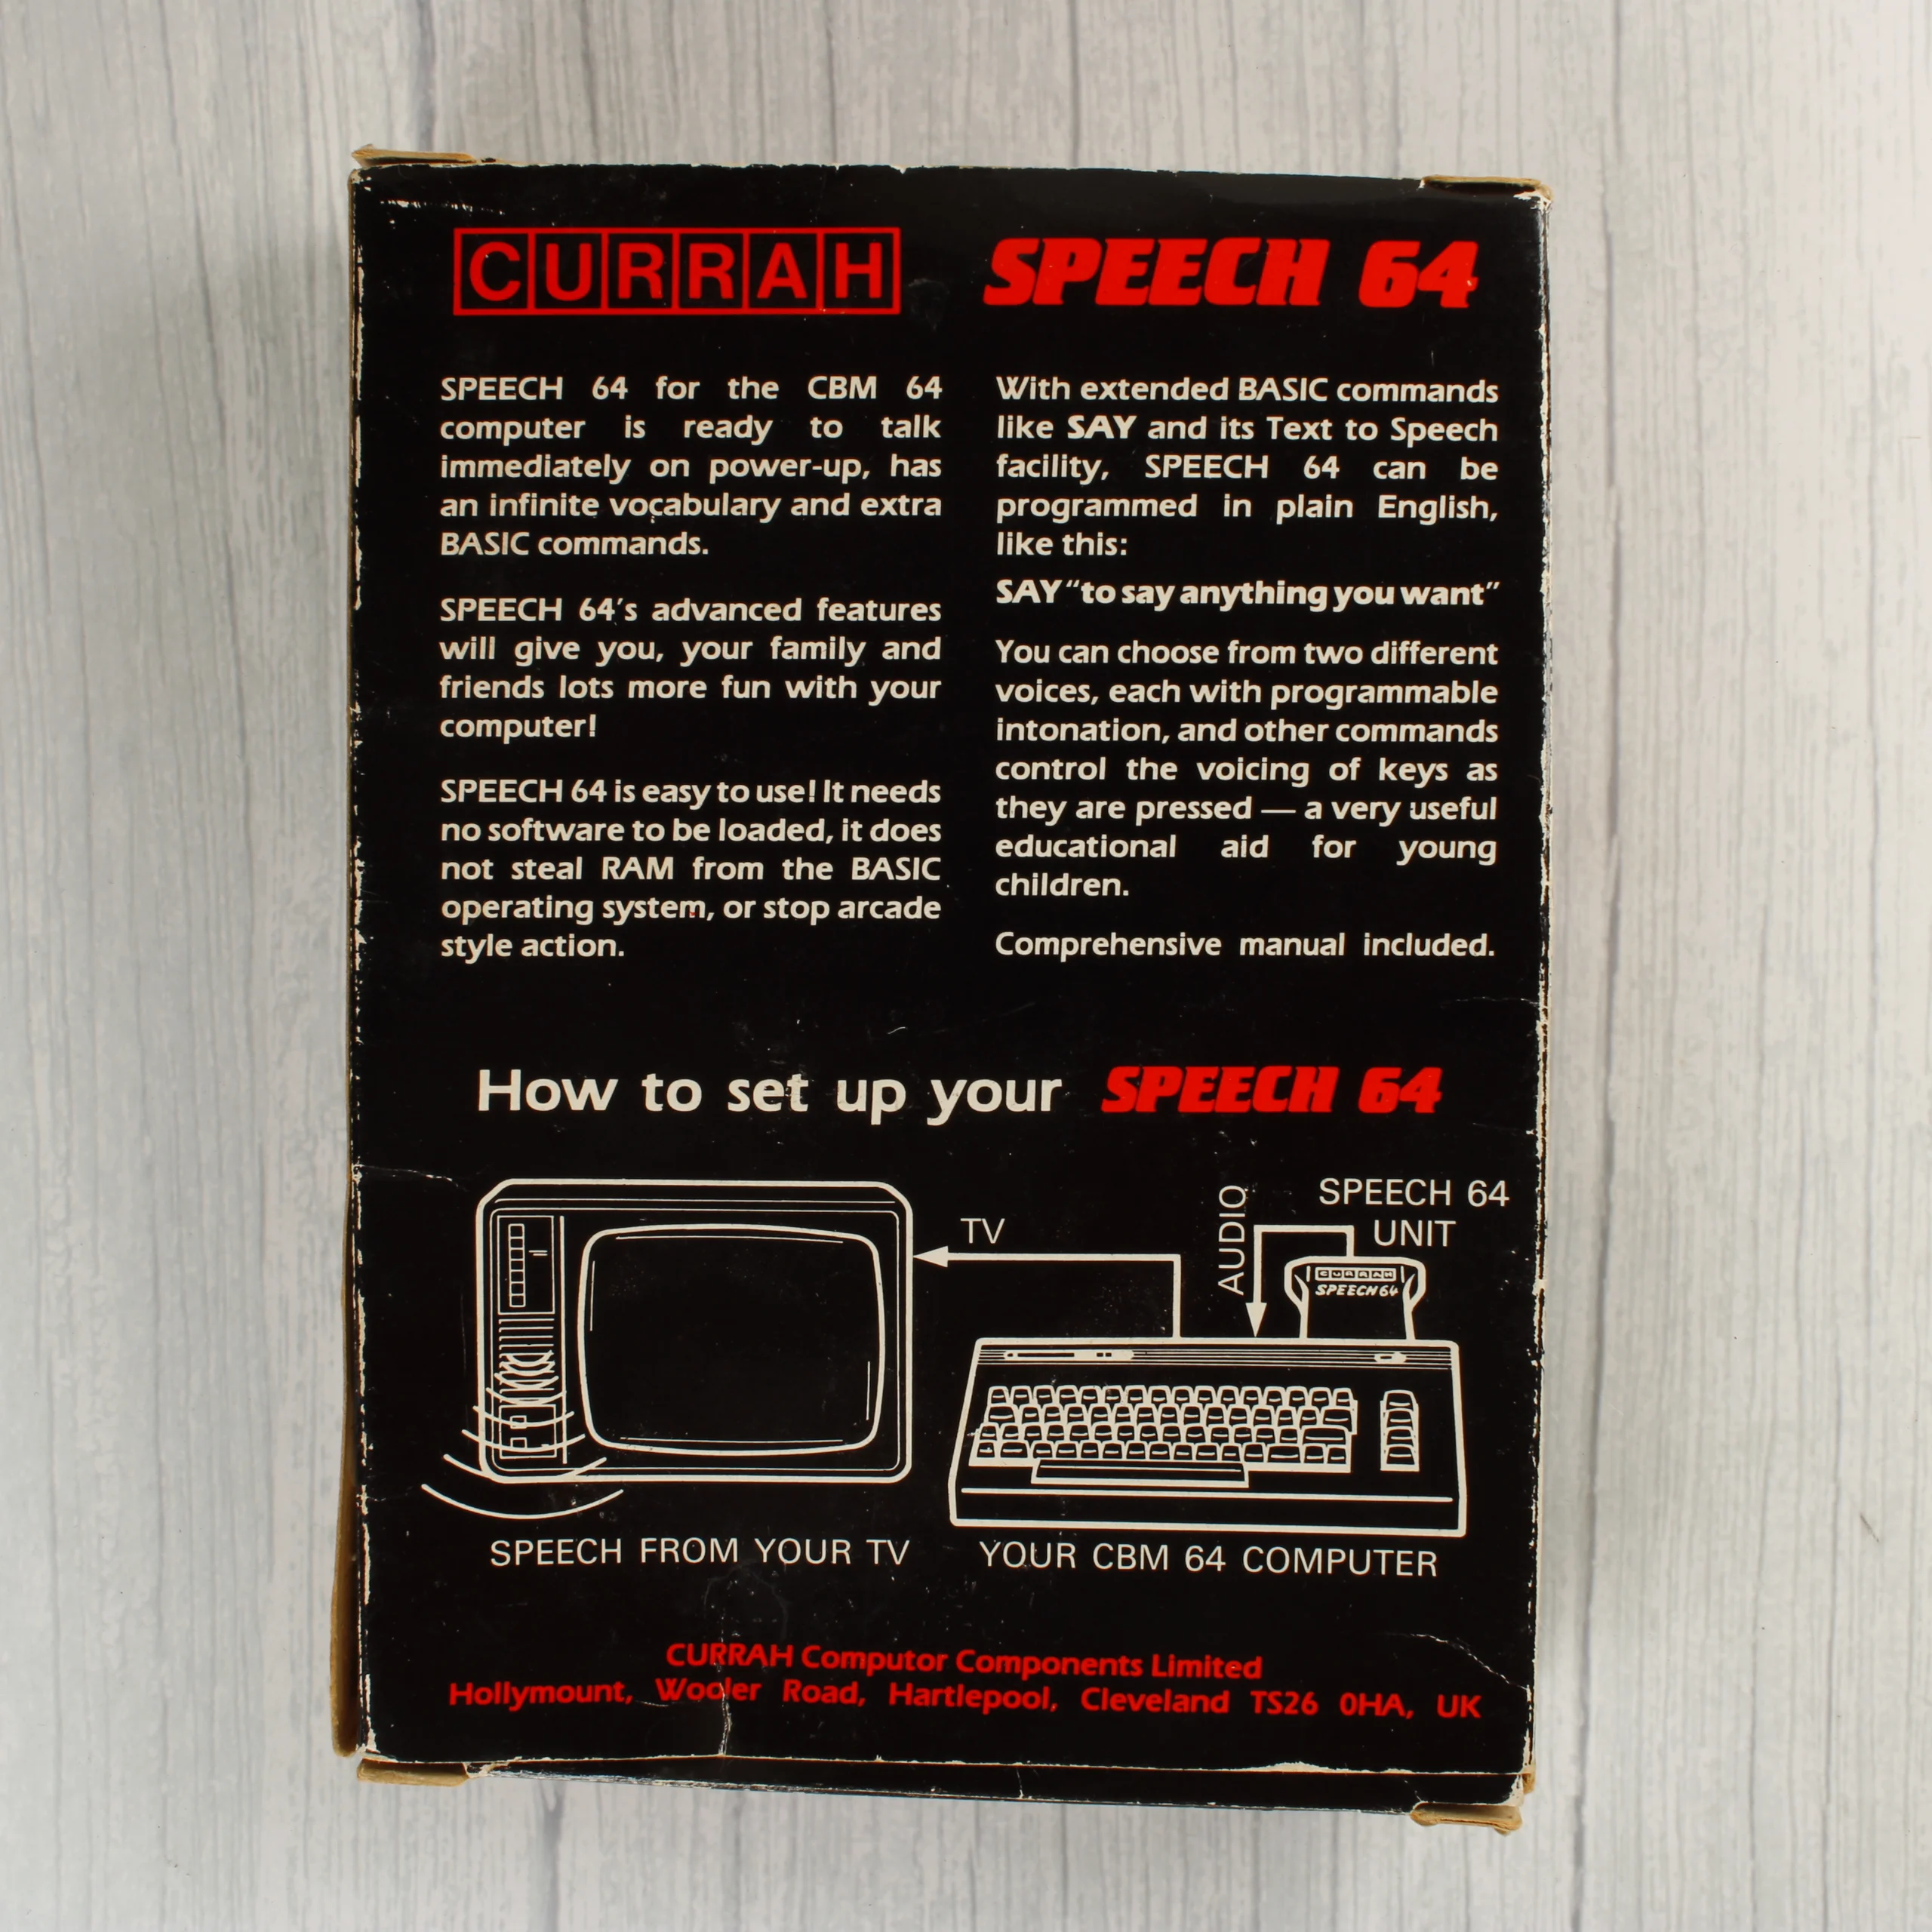 CURRAH
SPEECH 64
SPEECH 64 for the CBM 64
computer is ready to talk
immediately on power-up, has
an infinite vocabulary and extra
BASIC commands.
SPEECH 64's advanced features
will give you, your family and
friends lots more fun with your
computer!
SPEECH 64 is easy to use! It needs
no software to be loaded, it does
not steal RAM from the BASIC
operating system, or stop arcade
style action.
With extended BASIC commands
like SAY and its Text to Speech
facility, SPEECH 64 can be
programmed in plain English,
like this:
SAY “to say anything you want”
You can choose from two different
voices, each with programmable
intonation, and other commands
control the voicing of keys as
they are pressed — a very useful
educational aid for young
children.
Comprehensive manual included.
How to set up your SPEECH 64
TV
AUDIO
SPEECH 64
UNIT
CURRAH
SPEECH 64
SPEECH FROM YOUR TV
YOUR CBM 64 COMPUTER
CURRAH Computor Components Limited
Hollymount, Wooler Road, Hartlepool, Cleveland TS26 0HA, UK